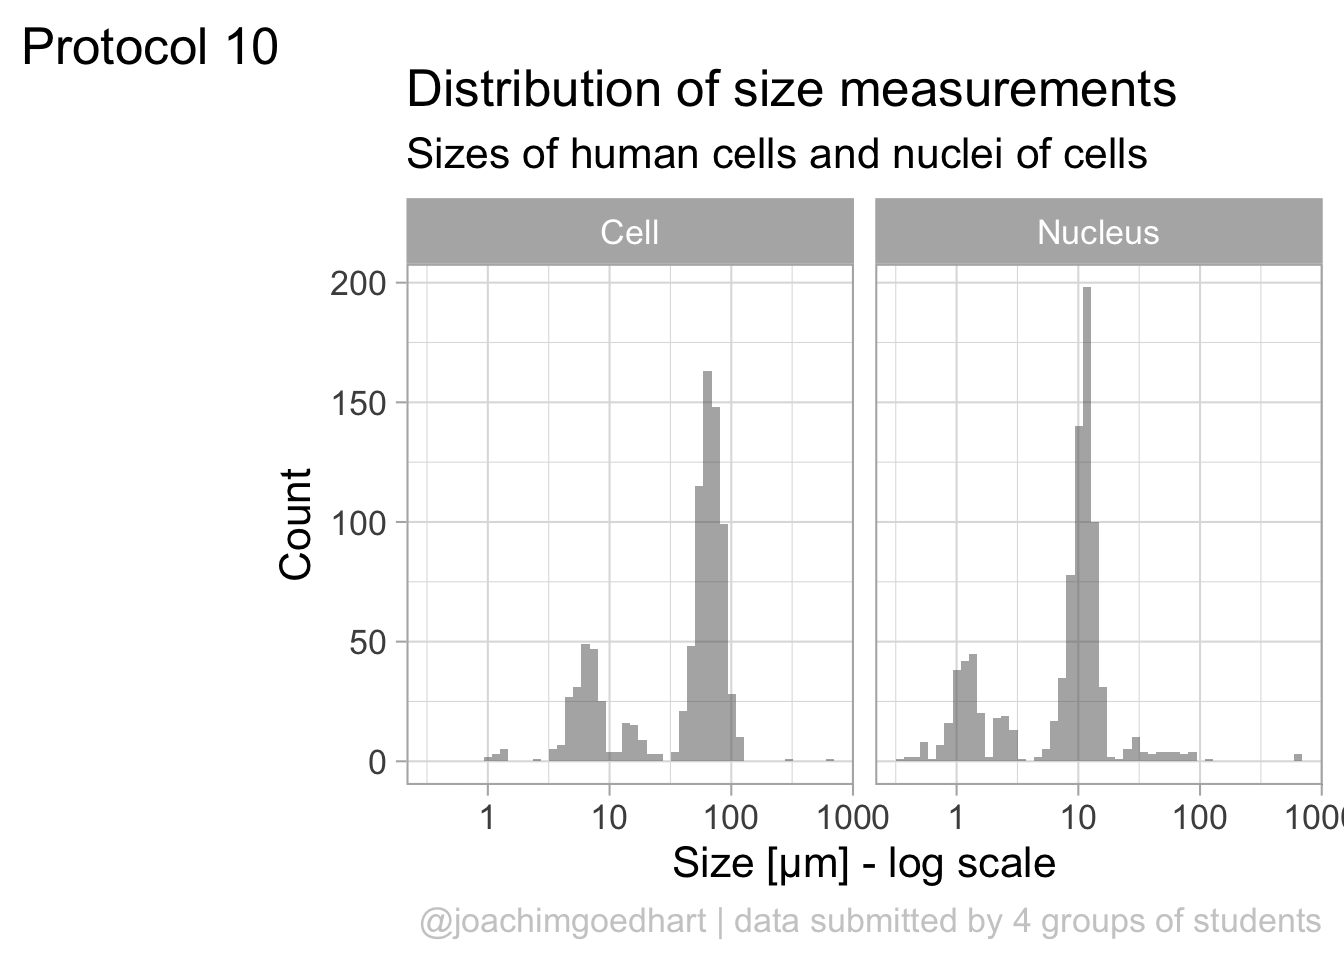 Protocol 10
Distribution of size measurements
Sizes of human cells and nuclei of cells
Cell
Nucleus
200
150
100
50
0
Count
1 10 100 1000 1 10 100 1000
Size [µm] - log scale
@joachimgoedhart | data submitted by 4 groups of students